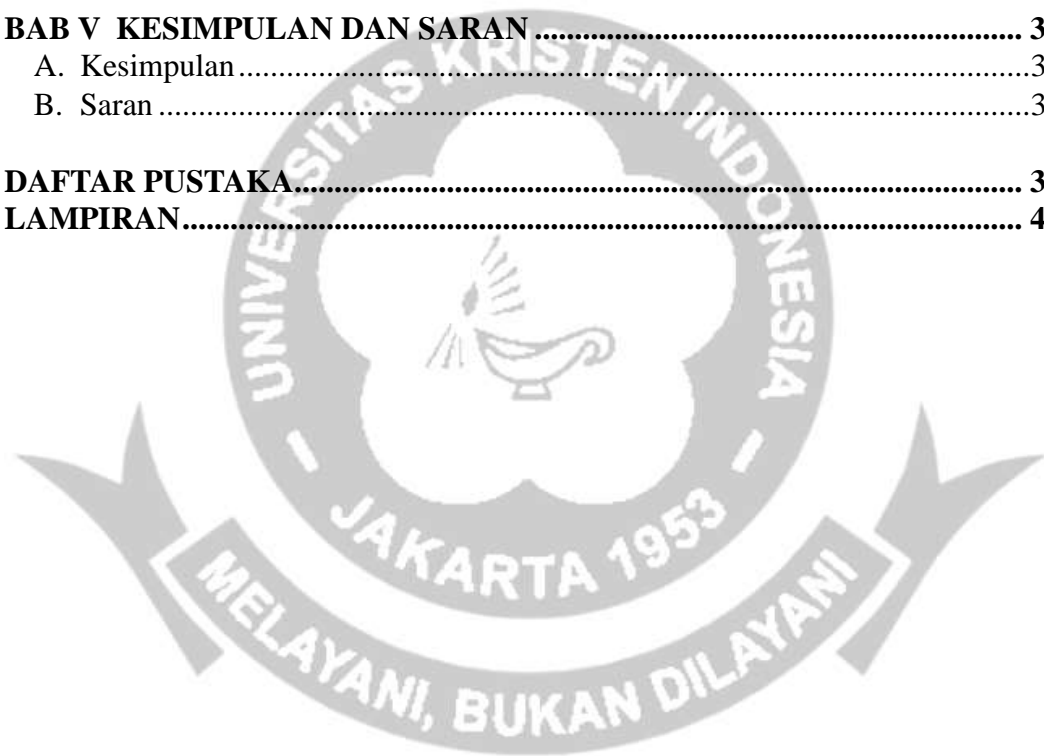 BAB V KESIMPULAN DAN SARAN ............................................................................ 3
A. Kesimpulan ..................................................................................................3
B. Saran ............................................................................................................3
DAFTAR PUSTAKA.................................................................................................. 3
LAMPIRAN................................................................................................................ 4
UNIVERSITAS KRISTEN INDONESIA
- JAKARTA 1953 -
MELAYANI, BUKAN DILAYANI